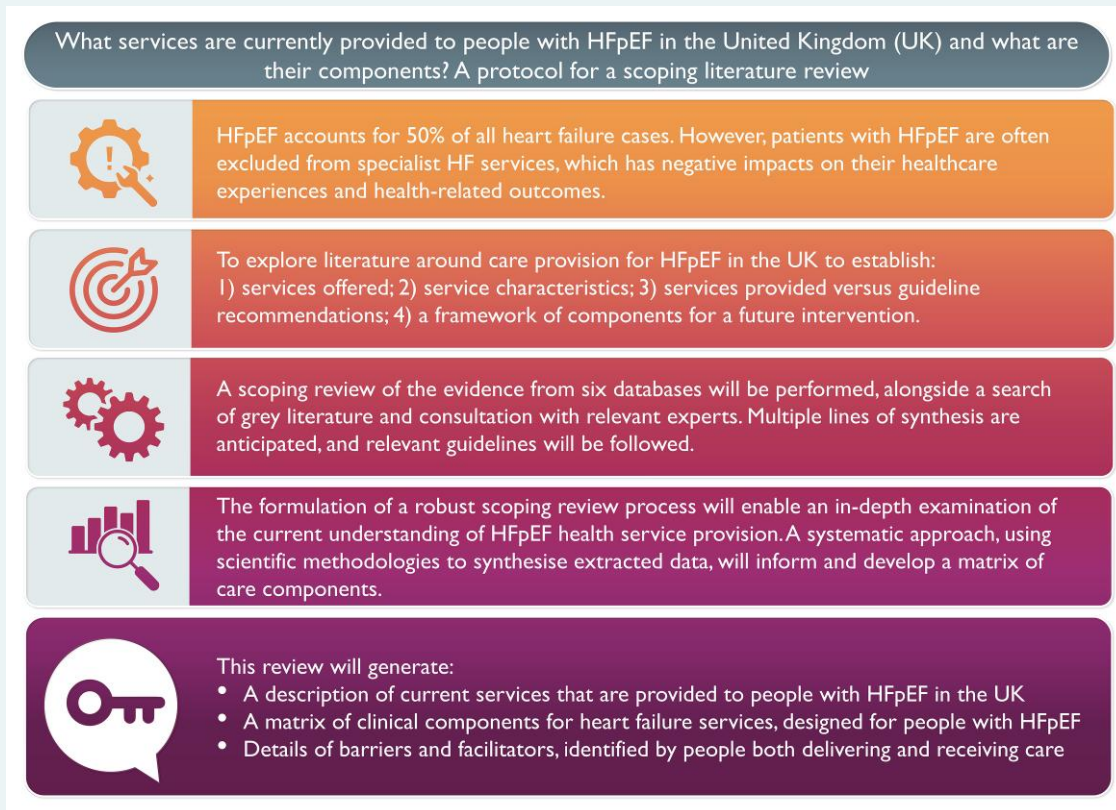 What services are currently provided to people with HFpEF in the United Kingdom (UK) and what are
their components? A protocol for a scoping literature review
HFpEF accounts for 50% of all heart failure cases. However, patients with HFpEF are often
excluded from specialist HF services, which has negative impacts on their healthcare
experiences and health-related outcomes.
To explore literature around care provision for HFpEF in the UK to establish:
1) services offered; 2) service characteristics; 3) services provided versus guideline
recommendations; 4) a framework of components for a future intervention.
A scoping review of the evidence from six databases will be performed, alongside a search
of grey literature and consultation with relevant experts. Multiple lines of synthesis are
anticipated, and relevant guidelines will be followed.
The formulation of a robust scoping review process will enable an in-depth examination of
the current understanding of HFpEF health service provision. A systematic approach, using
scientific methodologies to synthesise extracted data, will inform and develop a matrix of
care components.
This review will generate:
• A description of current services that are provided to people with HFpEF in the UK
• A matrix of clinical components for heart failure services, designed for people with HFpEF
• Details of barriers and facilitators, identified by people both delivering and receiving care